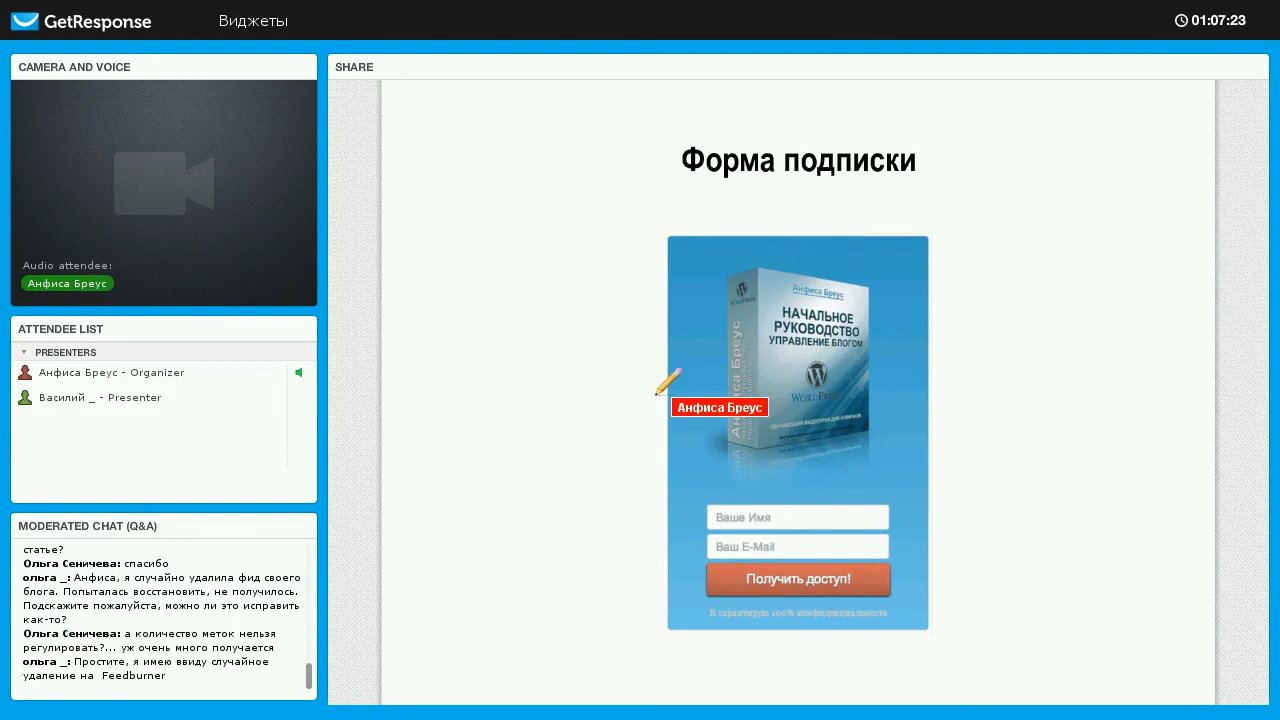 GetResponse
Виджеты
01:07:23
CAMERA AND VOICE
Audio attendee:
Анфиса Бреус
ATTENDEE LIST
PRESENTERS
Анфиса Бреус - Organizer
Василий _ - Presenter
MODERATED CHAT (Q&A)
статье?
Ольга Сеничева: спасибо
ольга _: Анфиса, я случайно удалила фид своего
блога. Попыталась восстановить, не получилось.
Подскажите пожалуйста, можно ли это исправить
как-то?
Ольга Сеничева: а количество меток нельзя
регулировать?... уж очень много получается
ольга _: Простите, я имею ввиду случайное
удаление на Feedburner
SHARE
Форма подписки
Анфиса Бреус
НАЧАЛЬНОЕ
РУКОВОДСТВО
УПРАВЛЕНИЕ БЛОГОМ
WORDPRESS
WORDPRESS
Анфиса Бреус
Анфиса Бреус
Ваше Имя
Ваш E-Mail
Получить доступ!
Я гарантирую 100% конфиденциальность